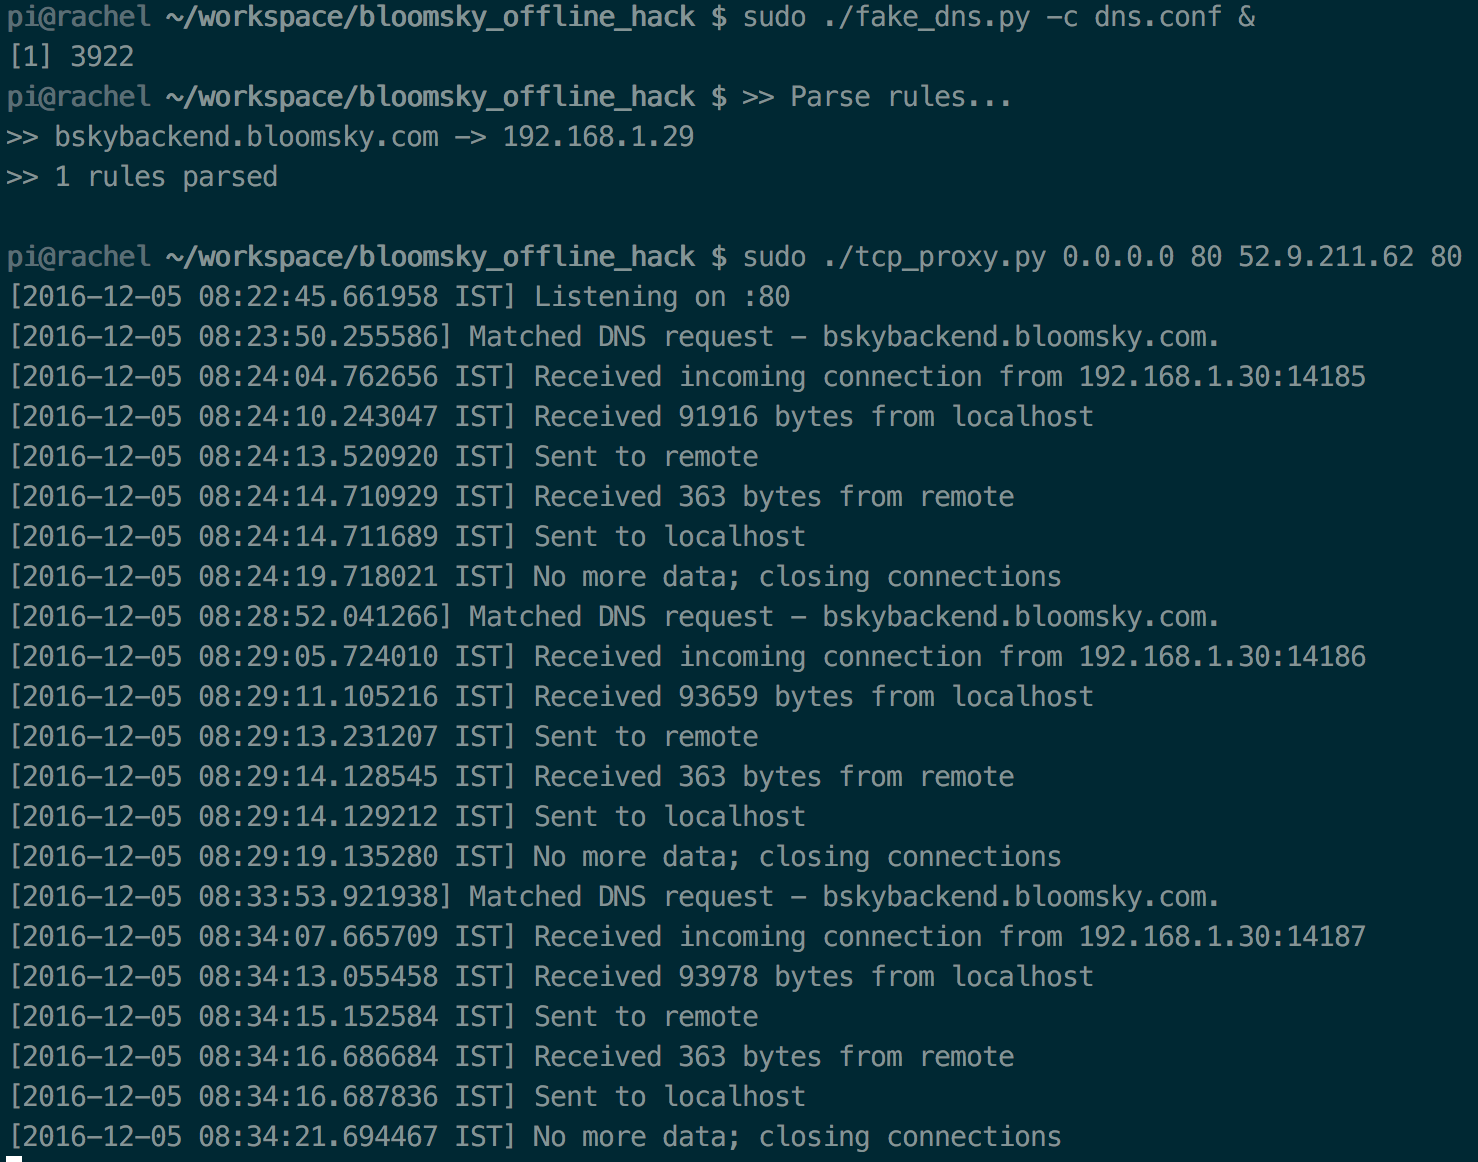 pi@rachel ~/workspace/bloomsky_offline_hack $ sudo ./fake_dns.py -c dns.conf &
[1] 3922
pi@rachel ~/workspace/bloomsky_offline_hack $ >> Parse rules...
>> bskybackend.bloomsky.com -> 192.168.1.29
>> 1 rules parsed
pi@rachel ~/workspace/bloomsky_offline_hack $ sudo ./tcp_proxy.py 0.0.0.0 80 52.9.211.62 80
[2016-12-05 08:22:45.661958 IST] Listening on :80
[2016-12-05 08:23:50.255586] Matched DNS request - bskybackend.bloomsky.com.
[2016-12-05 08:24:04.762656 IST] Received incoming connection from 192.168.1.30:14185
[2016-12-05 08:24:10.243047 IST] Received 91916 bytes from localhost
[2016-12-05 08:24:13.520920 IST] Sent to remote
[2016-12-05 08:24:14.710929 IST] Received 363 bytes from remote
[2016-12-05 08:24:14.711689 IST] Sent to localhost
[2016-12-05 08:24:19.718021 IST] No more data; closing connections
[2016-12-05 08:28:52.041266] Matched DNS request - bskybackend.bloomsky.com.
[2016-12-05 08:29:05.724010 IST] Received incoming connection from 192.168.1.30:14186
[2016-12-05 08:29:11.105216 IST] Received 93659 bytes from localhost
[2016-12-05 08:29:13.231207 IST] Sent to remote
[2016-12-05 08:29:14.128545 IST] Received 363 bytes from remote
[2016-12-05 08:29:14.129212 IST] Sent to localhost
[2016-12-05 08:29:19.135280 IST] No more data; closing connections
[2016-12-05 08:33:53.921938] Matched DNS request - bskybackend.bloomsky.com.
[2016-12-05 08:34:07.665709 IST] Received incoming connection from 192.168.1.30:14187
[2016-12-05 08:34:13.055458 IST] Received 93978 bytes from localhost
[2016-12-05 08:34:15.152584 IST] Sent to remote
[2016-12-05 08:34:16.686684 IST] Received 363 bytes from remote
[2016-12-05 08:34:16.687836 IST] Sent to localhost
[2016-12-05 08:34:21.694467 IST] No more data; closing connections